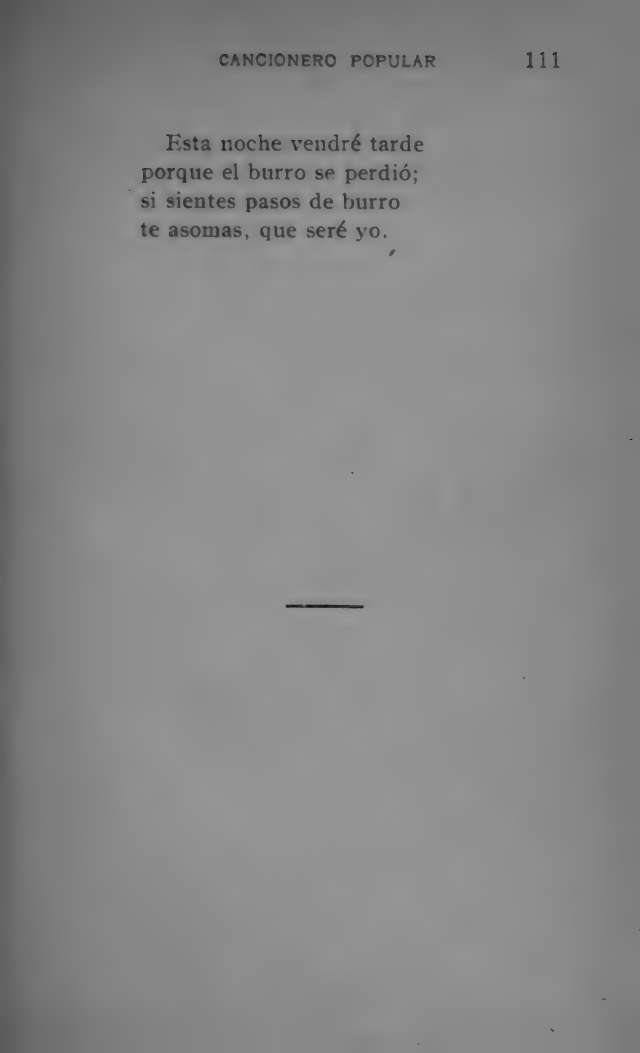 CANCIONERO POPULAR 111
Esta noche vendré tarde
porque el burro se perdió;
si sientes pasos de burro
te asomas, que seré yo.